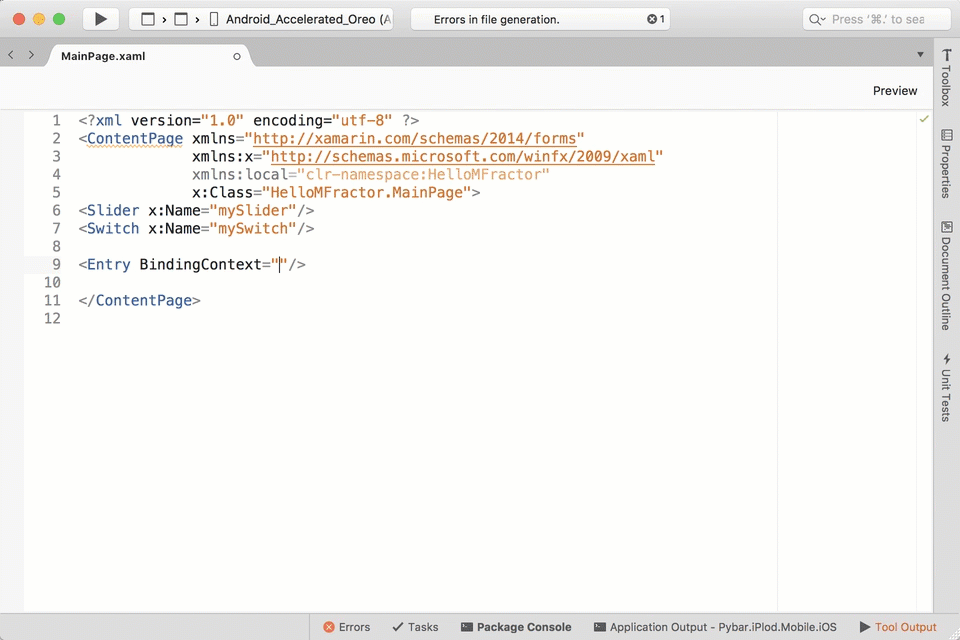 Android_Accelerated_Oreo (A
Errors in file generation. 1
Press ‘⌘.’ to sea
MainPage.xaml
Preview
1 <?xml version="1.0" encoding="utf-8" ?>
2 <ContentPage xmlns="http://xamarin.com/schemas/2014/forms"
3 xmlns:x="http://schemas.microsoft.com/winfx/2009/xaml"
4 xmlns:local="clr-namespace:HelloMFractor"
5 x:Class="HelloMFractor.MainPage">
6 <Slider x:Name="mySlider"/>
7 <Switch x:Name="mySwitch"/>
8
9 <Entry BindingContext=""/>
10
11 </ContentPage>
12
Toolbox
Properties
Document Outline
Unit Tests
Errors
Tasks
Package Console
Application Output - Pybar.iPlod.Mobile.iOS
Tool Output